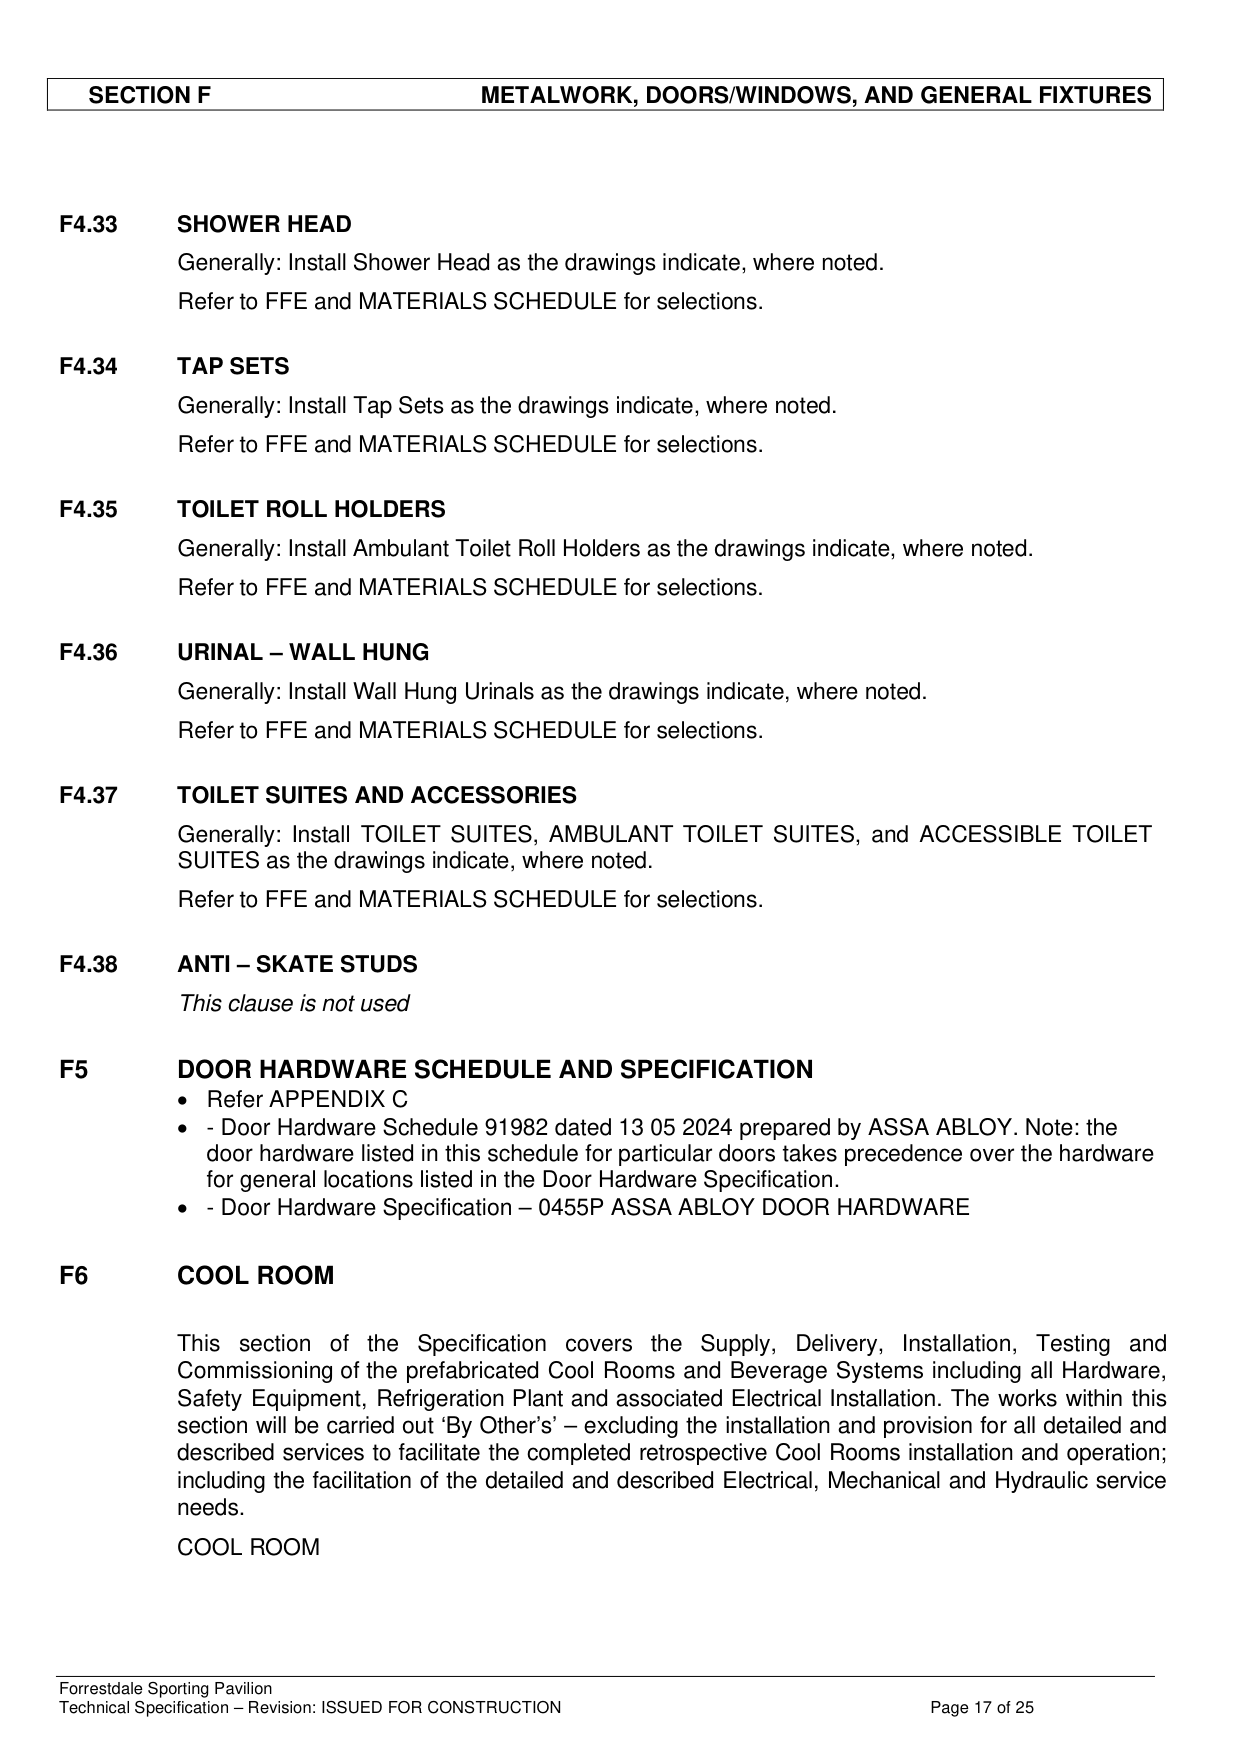 SECTION F METALWORK, DOORS/WINDOWS, AND GENERAL FIXTURES
F4.33 SHOWER HEAD
Generally: Install Shower Head as the drawings indicate, where noted.
Refer to FFE and MATERIALS SCHEDULE for selections.
F4.34 TAP SETS
Generally: Install Tap Sets as the drawings indicate, where noted.
Refer to FFE and MATERIALS SCHEDULE for selections.
F4.35 TOILET ROLL HOLDERS
Generally: Install Ambulant Toilet Roll Holders as the drawings indicate, where noted.
Refer to FFE and MATERIALS SCHEDULE for selections.
F4.36 URINAL – WALL HUNG
Generally: Install Wall Hung Urinals as the drawings indicate, where noted.
Refer to FFE and MATERIALS SCHEDULE for selections.
F4.37 TOILET SUITES AND ACCESSORIES
Generally: Install TOILET SUITES, AMBULANT TOILET SUITES, and ACCESSIBLE TOILET
SUITES as the drawings indicate, where noted.
Refer to FFE and MATERIALS SCHEDULE for selections.
F4.38 ANTI – SKATE STUDS
This clause is not used
F5 DOOR HARDWARE SCHEDULE AND SPECIFICATION
• Refer APPENDIX C
• - Door Hardware Schedule 91982 dated 13 05 2024 prepared by ASSA ABLOY. Note: the
door hardware listed in this schedule for particular doors takes precedence over the hardware
for general locations listed in the Door Hardware Specification.
• - Door Hardware Specification – 0455P ASSA ABLOY DOOR HARDWARE
F6 COOL ROOM
This section of the Specification covers the Supply, Delivery, Installation, Testing and
Commissioning of the prefabricated Cool Rooms and Beverage Systems including all Hardware,
Safety Equipment, Refrigeration Plant and associated Electrical Installation. The works within this
section will be carried out ‘By Other’s’ – excluding the installation and provision for all detailed and
described services to facilitate the completed retrospective Cool Rooms installation and operation;
including the facilitation of the detailed and described Electrical, Mechanical and Hydraulic service
needs.
COOL ROOM
Forrestdale Sporting Pavilion
Technical Specification – Revision: ISSUED FOR CONSTRUCTION Page 17 of 25